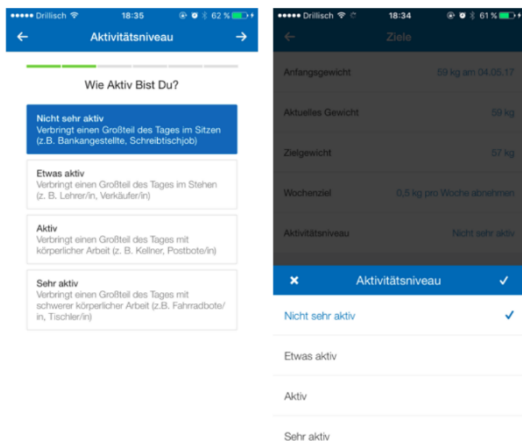 Drillisch 18:35 62 %
Aktivitätsniveau
Wie Aktiv Bist Du?
Nicht sehr aktiv
Verbringt einen Großteil des Tages im Sitzen
(z.B. Bankangestellte, Schreibtischjob)
Etwas aktiv
Verbringt einen Großteil des Tages im Stehen
(z. B. Lehrer/in, Verkäufer/in)
Aktiv
Verbringt einen Großteil des Tages mit
körperlicher Arbeit (z. B. Kellner, Postbote/in)
Sehr aktiv
Verbringt einen Großteil des Tages mit
schwerer körperlicher Arbeit (z.B. Fahrradbote/
in, Tischler/in)
Drillisch 18:34 61 %
Ziele
Anfangsgewicht 59 kg am 04.05.17
Aktuelles Gewicht 59 kg
Zielgewicht 57 kg
Wochenziel 0,5 kg pro Woche abnehmen
Aktivitätsniveau Nicht sehr aktiv
Aktivitätsniveau
Nicht sehr aktiv
Etwas aktiv
Aktiv
Sehr aktiv